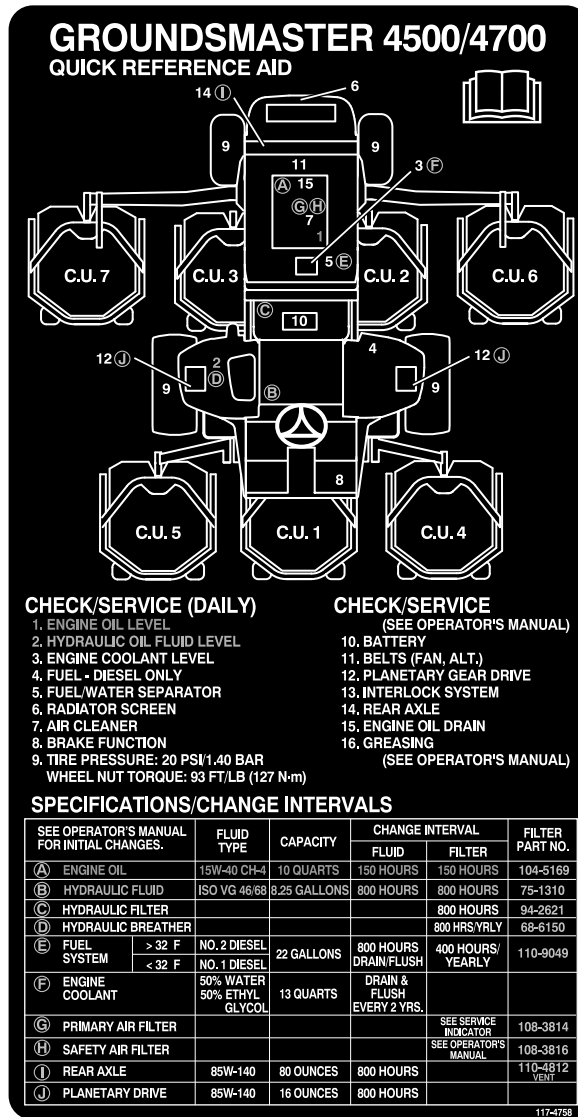 GROUNDSMASTER 4500/4700
QUICK REFERENCE AID
14 Ⓘ
6
9
9
11
3 Ⓕ
Ⓐ 15
Ⓖ Ⓗ
7
1
5 Ⓔ
C.U. 7
C.U. 3
C.U. 2
C.U. 6
Ⓒ
10
12 Ⓙ
2
Ⓓ
4
12 Ⓙ
9
Ⓑ
9
8
C.U. 5
C.U. 1
C.U. 4
CHECK/SERVICE (DAILY)
1. ENGINE OIL LEVEL
2. HYDRAULIC OIL FLUID LEVEL
3. ENGINE COOLANT LEVEL
4. FUEL - DIESEL ONLY
5. FUEL/WATER SEPARATOR
6. RADIATOR SCREEN
7. AIR CLEANER
8. BRAKE FUNCTION
9. TIRE PRESSURE: 20 PSI/1.40 BAR
WHEEL NUT TORQUE: 93 FT/LB (127 N•m)
CHECK/SERVICE
(SEE OPERATOR'S MANUAL)
10. BATTERY
11. BELTS (FAN, ALT.)
12. PLANETARY GEAR DRIVE
13. INTERLOCK SYSTEM
14. REAR AXLE
15. ENGINE OIL DRAIN
16. GREASING
(SEE OPERATOR'S MANUAL)
SPECIFICATIONS/CHANGE INTERVALS
SEE OPERATOR'S MANUAL
FOR INITIAL CHANGES.
FLUID
TYPE
CAPACITY
CHANGE INTERVAL
FLUID
FILTER
FILTER
PART NO.
Ⓐ ENGINE OIL 15W-40 CH-4 10 QUARTS 150 HOURS 150 HOURS 104-5169
Ⓑ HYDRAULIC FLUID ISO VG 46/68 8.25 GALLONS 800 HOURS 800 HOURS 75-1310
Ⓒ HYDRAULIC FILTER 800 HOURS 94-2621
Ⓓ HYDRAULIC BREATHER 800 HRS/YRLY 68-6150
Ⓔ FUEL
SYSTEM
> 32 F NO. 2 DIESEL
< 32 F NO. 1 DIESEL
22 GALLONS
800 HOURS
DRAIN/FLUSH
400 HOURS/
YEARLY
110-9049
Ⓕ ENGINE
COOLANT
50% WATER
50% ETHYL
GLYCOL
13 QUARTS
DRAIN &
FLUSH
EVERY 2 YRS.
Ⓖ PRIMARY AIR FILTER
SEE SERVICE
INDICATOR
108-3814
Ⓗ SAFETY AIR FILTER
SEE OPERATOR'S
MANUAL
108-3816
Ⓘ REAR AXLE 85W-140 80 OUNCES 800 HOURS
110-4812
VENT
Ⓙ PLANETARY DRIVE 85W-140 16 OUNCES 800 HOURS
117-4758